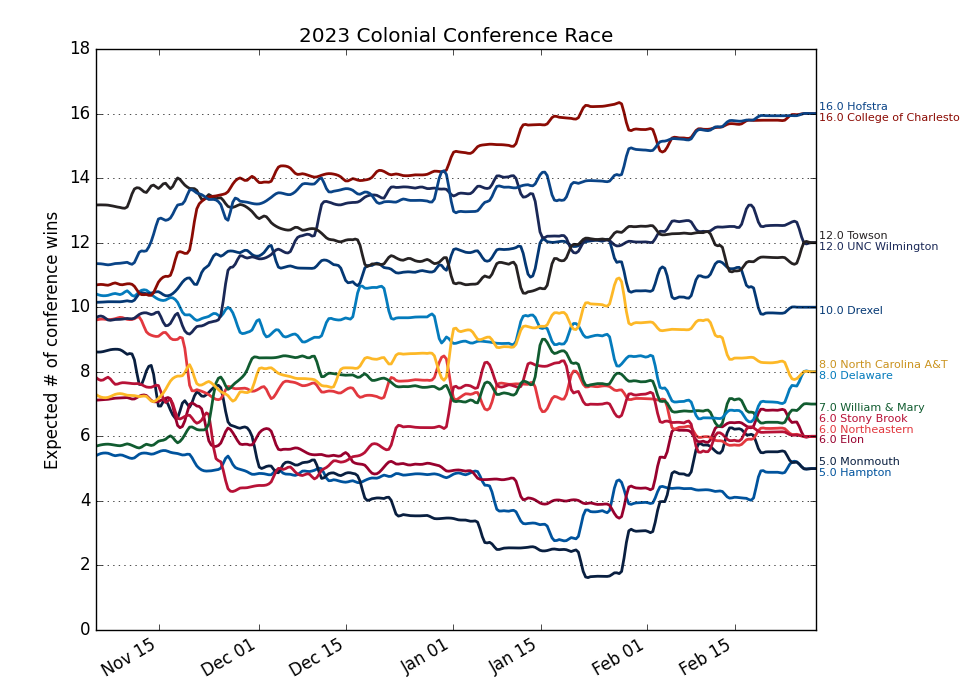 2023 Colonial Conference Race
Expected # of conference wins
18
16
14
12
10
8
6
4
2
0
Nov 15
Dec 01
Dec 15
Jan 01
Jan 15
Feb 01
Feb 15
16.0 Hofstra
16.0 College of Charlesto
12.0 Towson
12.0 UNC Wilmington
10.0 Drexel
8.0 North Carolina A&T
8.0 Delaware
7.0 William & Mary
6.0 Stony Brook
6.0 Northeastern
6.0 Elon
5.0 Monmouth
5.0 Hampton